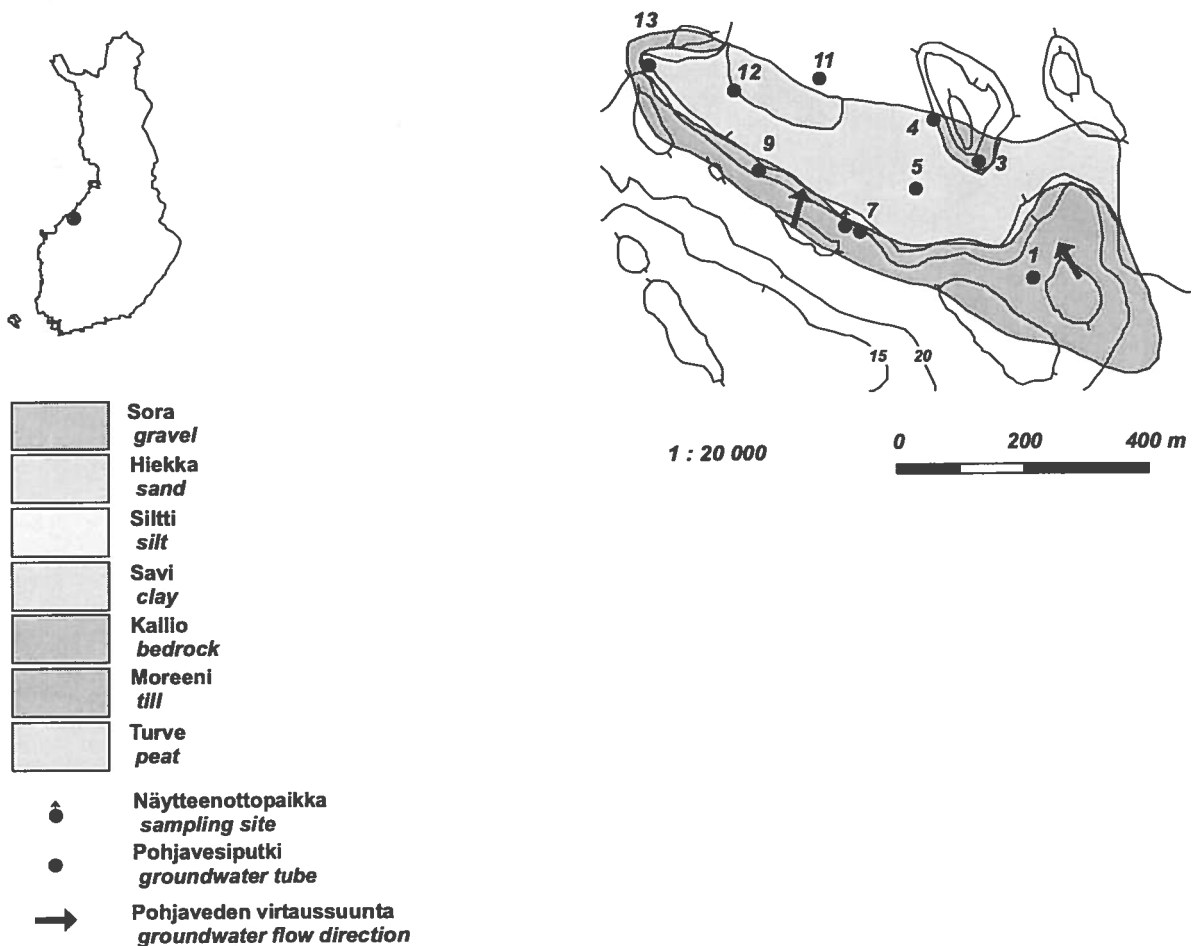 13
11
12
4
3
9
5
7
1
15
20
1 : 20 000
0
200
400 m
Sora
gravel
Hiekka
sand
Siltti
silt
Savi
clay
Kallio
bedrock
Moreeni
till
Turve
peat
Näytteenottopaikka
sampling site
Pohjavesiputki
groundwater tube
Pohjaveden virtaussuunta
groundwater flow direction